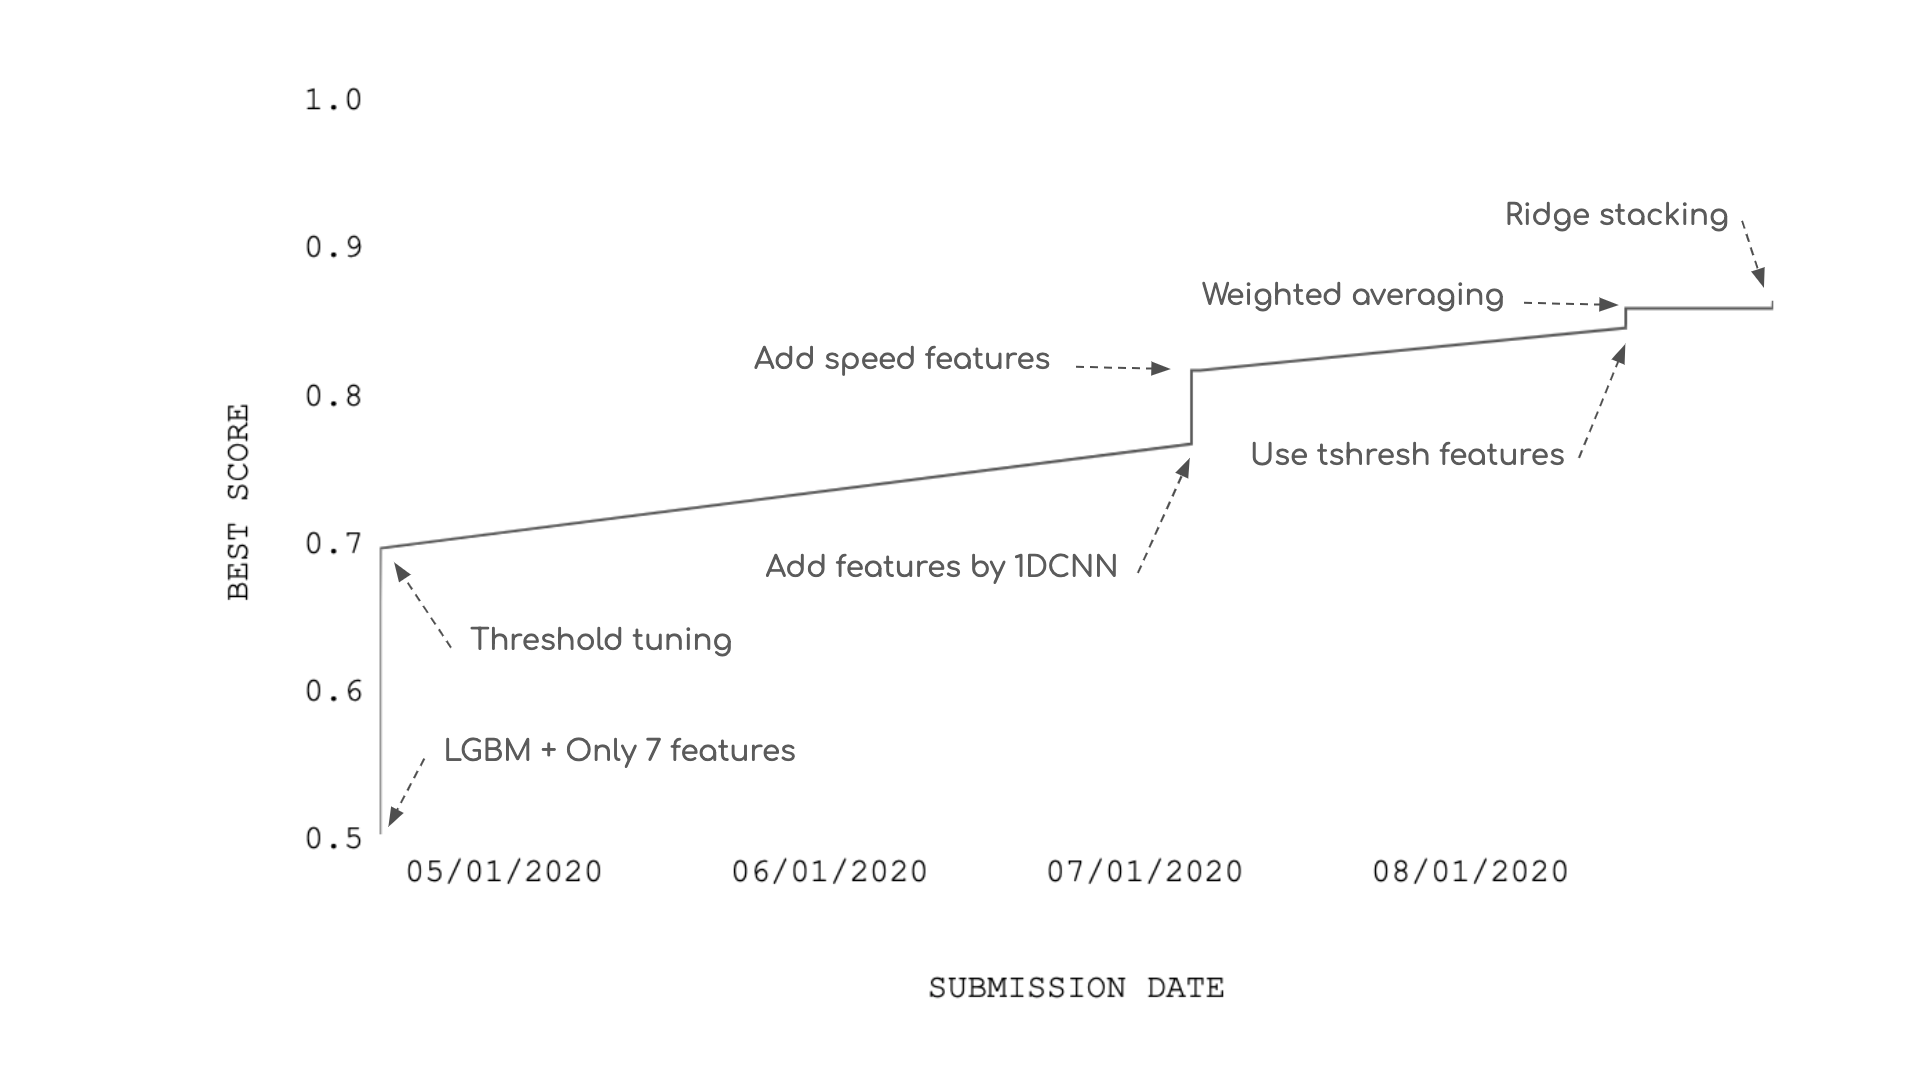 1.0
Ridge stacking
0.9
Weighted averaging
Add speed features
0.8
BEST SCORE
Use tshresh features
0.7
Add features by 1DCNN
Threshold tuning
0.6
LGBM + Only 7 features
0.5
05/01/2020 06/01/2020 07/01/2020 08/01/2020
SUBMISSION DATE